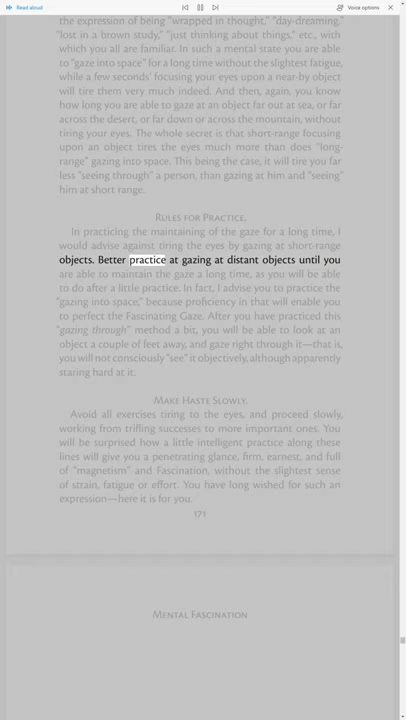 Read aloud
Voice options
the expression of being "wrapped in thought," "day-dreaming,"
"lost in a brown study," "just thinking about things," etc., with
which you all are familiar. In such a mental state you are able
to "gaze into space" for a long time without the slightest fatigue,
while a few seconds' focusing your eyes upon a near-by object
will tire them very much indeed. And then, again, you know
how long you are able to gaze at an object far out at sea, or far
across the desert, or far down or across the mountain, without
tiring your eyes. The whole secret is that short-range focusing
upon an object tires the eyes much more than does "long-
range" gazing into space. This being the case, it will tire you far
less "seeing through" a person, than gazing at him and "seeing"
him at short range.
Rules for Practice.
In practicing the maintaining of the gaze for a long time, I
would advise against tiring the eyes by gazing at short-range
objects. Better practice at gazing at distant objects until you
are able to maintain the gaze a long time, as you will be able
to do after a little practice. In fact, I advise you to practice the
"gazing into space," because proficiency in that will enable you
to perfect the Fascinating Gaze. After you have practiced this
"gazing through" method a bit, you will be able to look at an
object a couple of feet away, and gaze right through it—that is,
you will not consciously "see" it objectively, although apparently
staring hard at it.
Make Haste Slowly.
Avoid all exercises tiring to the eyes, and proceed slowly,
working from trifling successes to more important ones. You
will be surprised how a little intelligent practice along these
lines will give you a penetrating glance, firm, earnest, and full
of "magnetism" and Fascination, without the slightest sense
of strain, fatigue or effort. You have long wished for such an
expression—here it is for you.
171
Mental Fascination